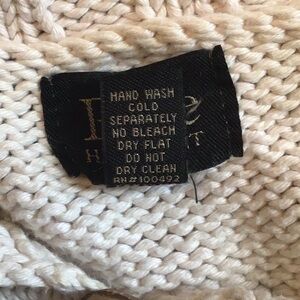 HAND WASH
COLD
SEPARATELY
NO BLEACH
DRY FLAT
DO NOT
DRY CLEAN
RN#100492